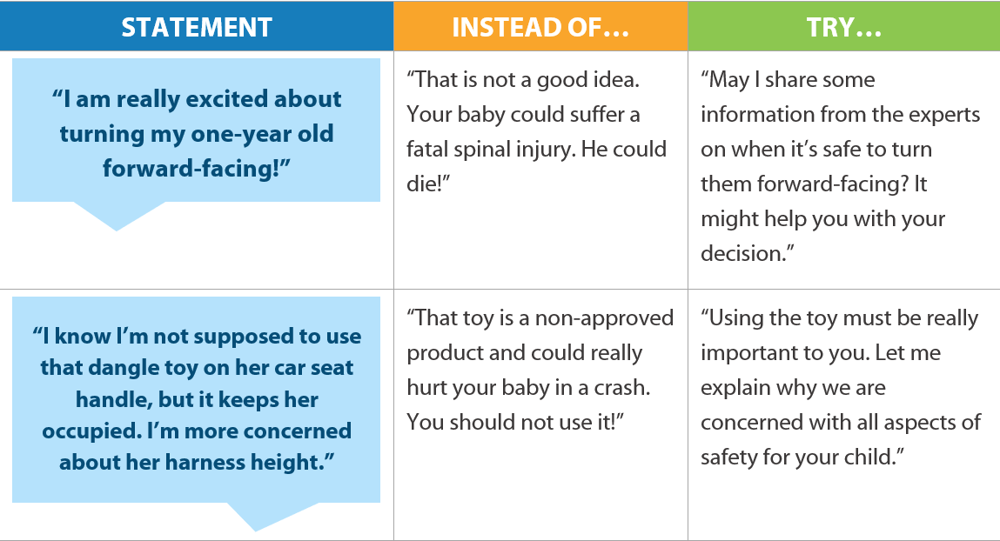 STATEMENT
INSTEAD OF…
TRY…
“I am really excited about
turning my one-year old
forward-facing!”
“That is not a good idea.
Your baby could suffer a
fatal spinal injury. He could
die!”
“May I share some
information from the experts
on when it’s safe to turn
them forward-facing? It
might help you with your
decision.”
“I know I’m not supposed to use
that dangle toy on her car seat
handle, but it keeps her
occupied. I’m more concerned
about her harness height.”
“That toy is a non-approved
product and could really
hurt your baby in a crash.
You should not use it!”
“Using the toy must be really
important to you. Let me
explain why we are
concerned with all aspects of
safety for your child.”